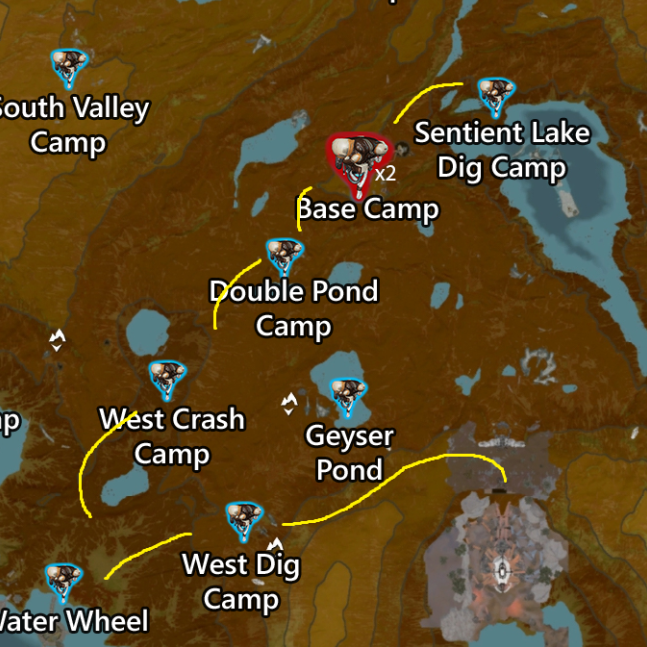 South Valley
Camp
Sentient Lake
Dig Camp
x2
Base Camp
Double Pond
Camp
West Crash
Camp
Geyser
Pond
West Dig
Camp
Water Wheel